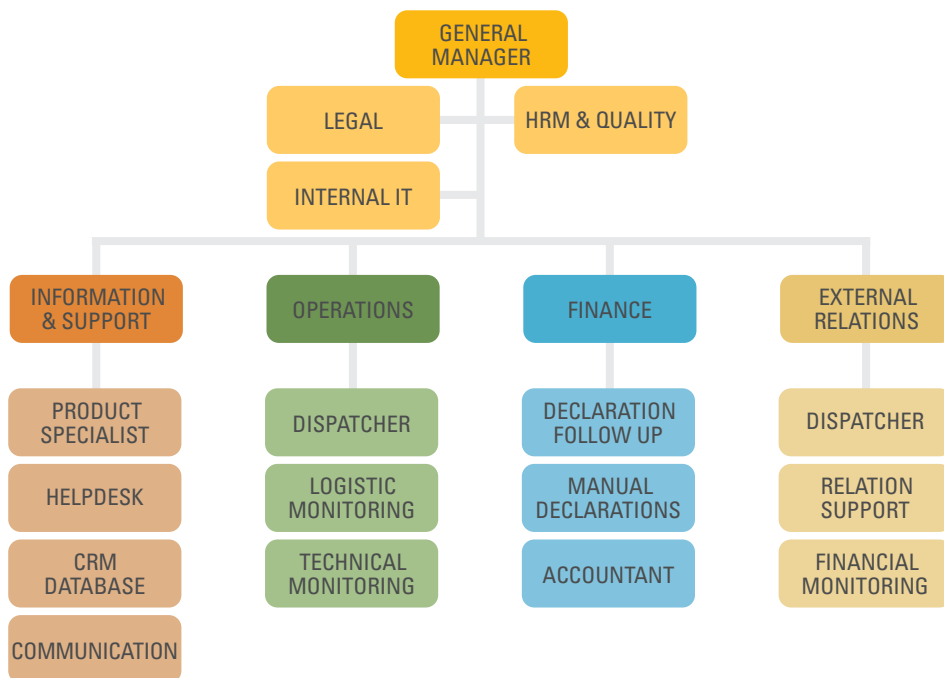 GENERAL
MANAGER
LEGAL
HRM & QUALITY
INTERNAL IT
INFORMATION
& SUPPORT
OPERATIONS
FINANCE
EXTERNAL
RELATIONS
PRODUCT
SPECIALIST
DISPATCHER
DECLARATION
FOLLOW UP
DISPATCHER
HELPDESK
LOGISTIC
MONITORING
MANUAL
DECLARATIONS
RELATION
SUPPORT
CRM
DATABASE
TECHNICAL
MONITORING
ACCOUNTANT
FINANCIAL
MONITORING
COMMUNICATION